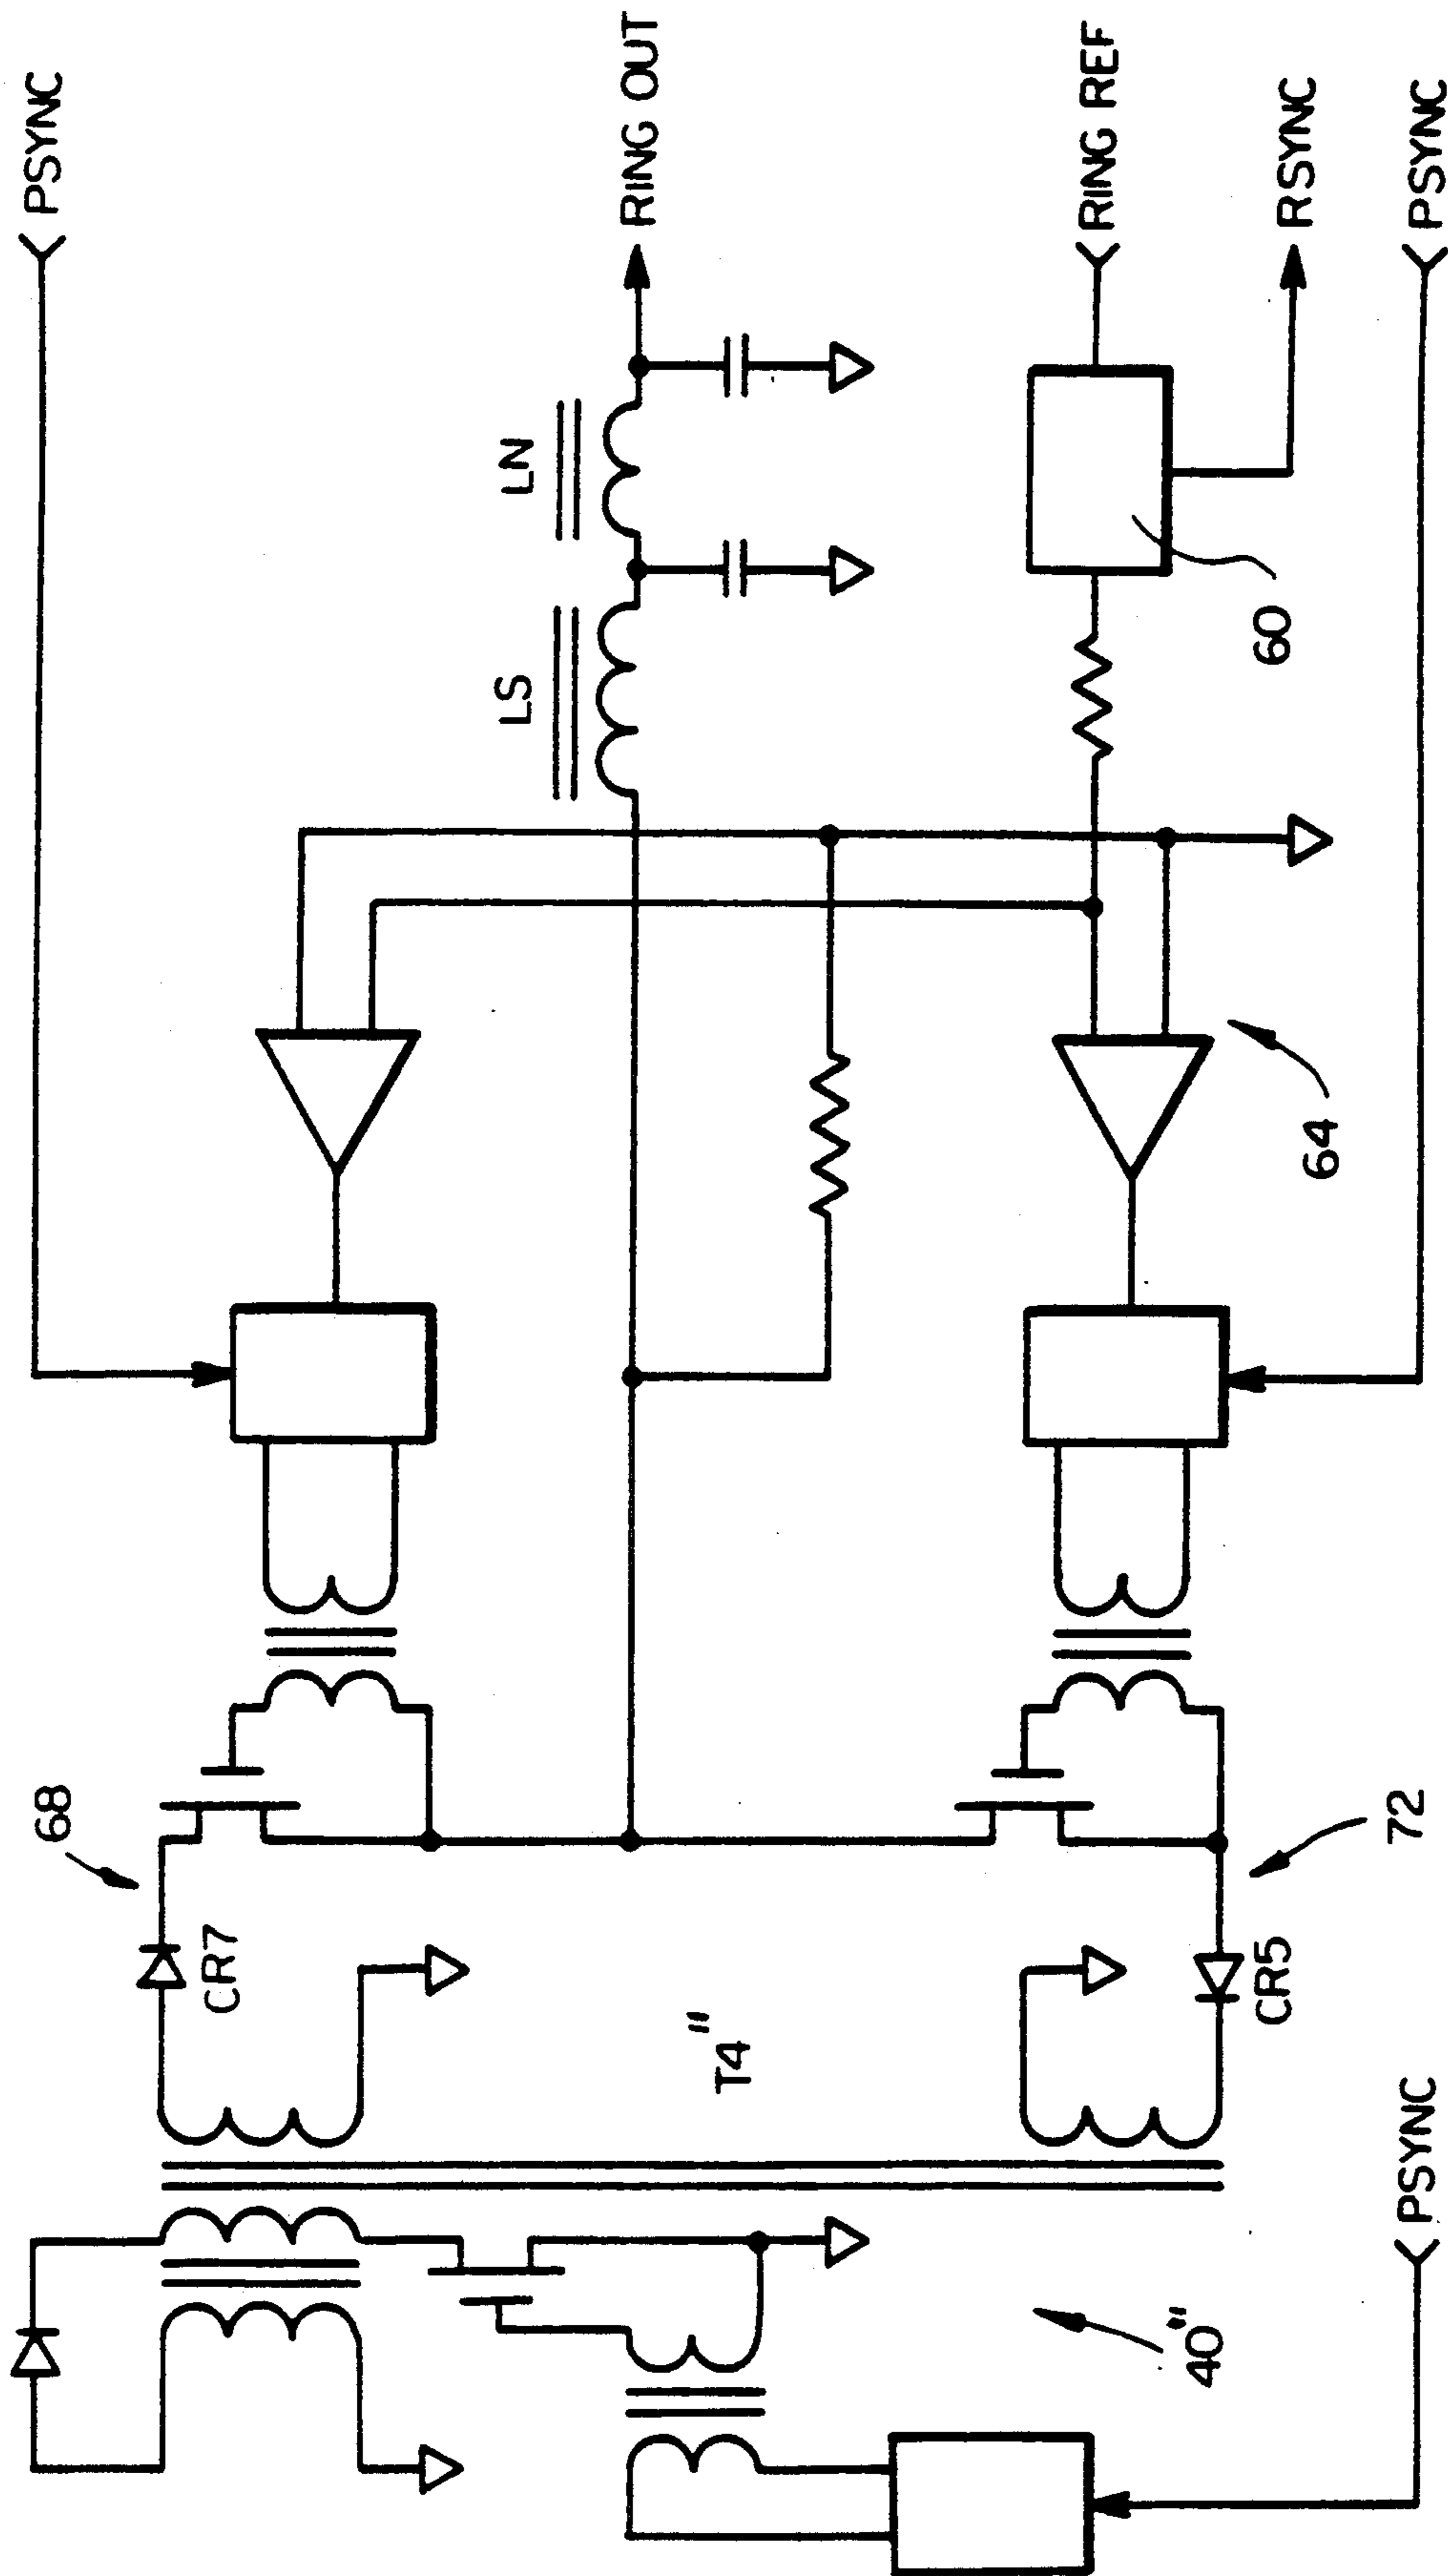 PSYNC
RING OUT
LN
LS
RING REF
RSYNC
PSYNC
60
64
68
CR7
72
CR5
T4"
40"
PSYNC